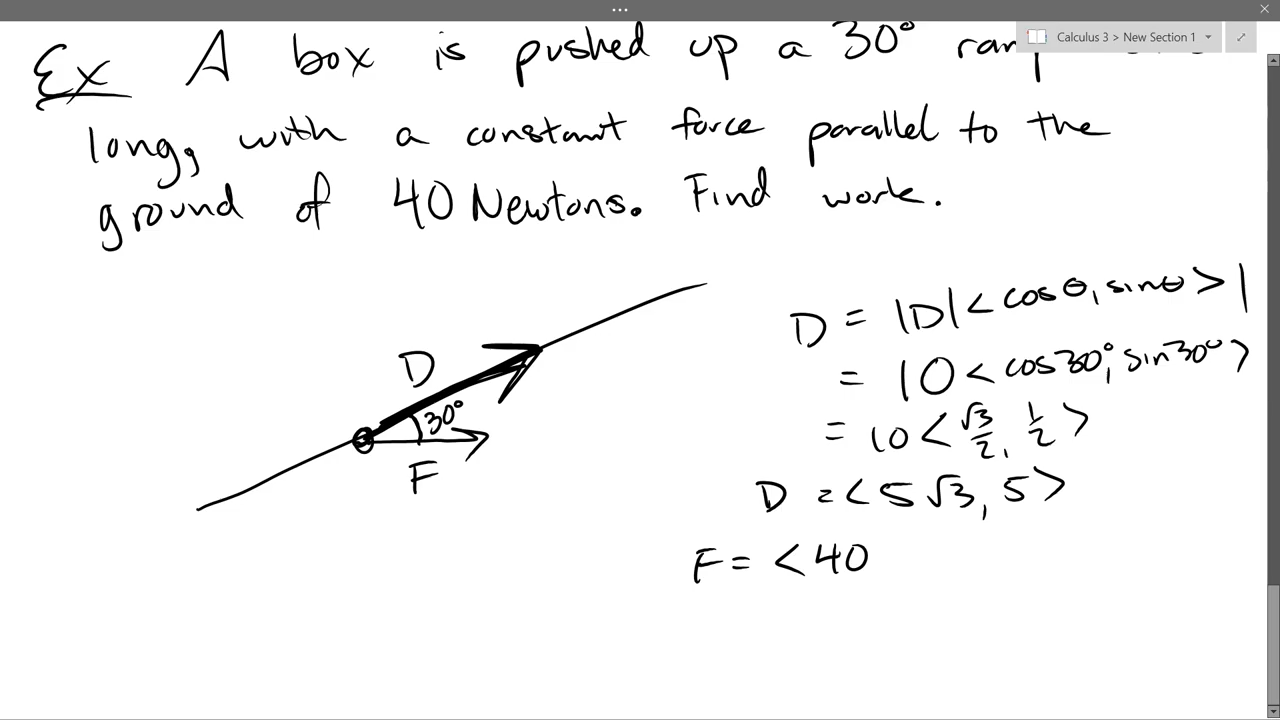 Calculus 3 > New Section 1
Ex A box is pushed up a 30° ramp
long, with a constant force parallel to the
ground of 40 Newtons. Find work.
D = |D| < cosθ, sinθ > |
= 10 < cos30°, sin30° >
= 10 < √3/2, 1/2 >
D = < 5√3, 5 >
F = < 40
D
30°
F